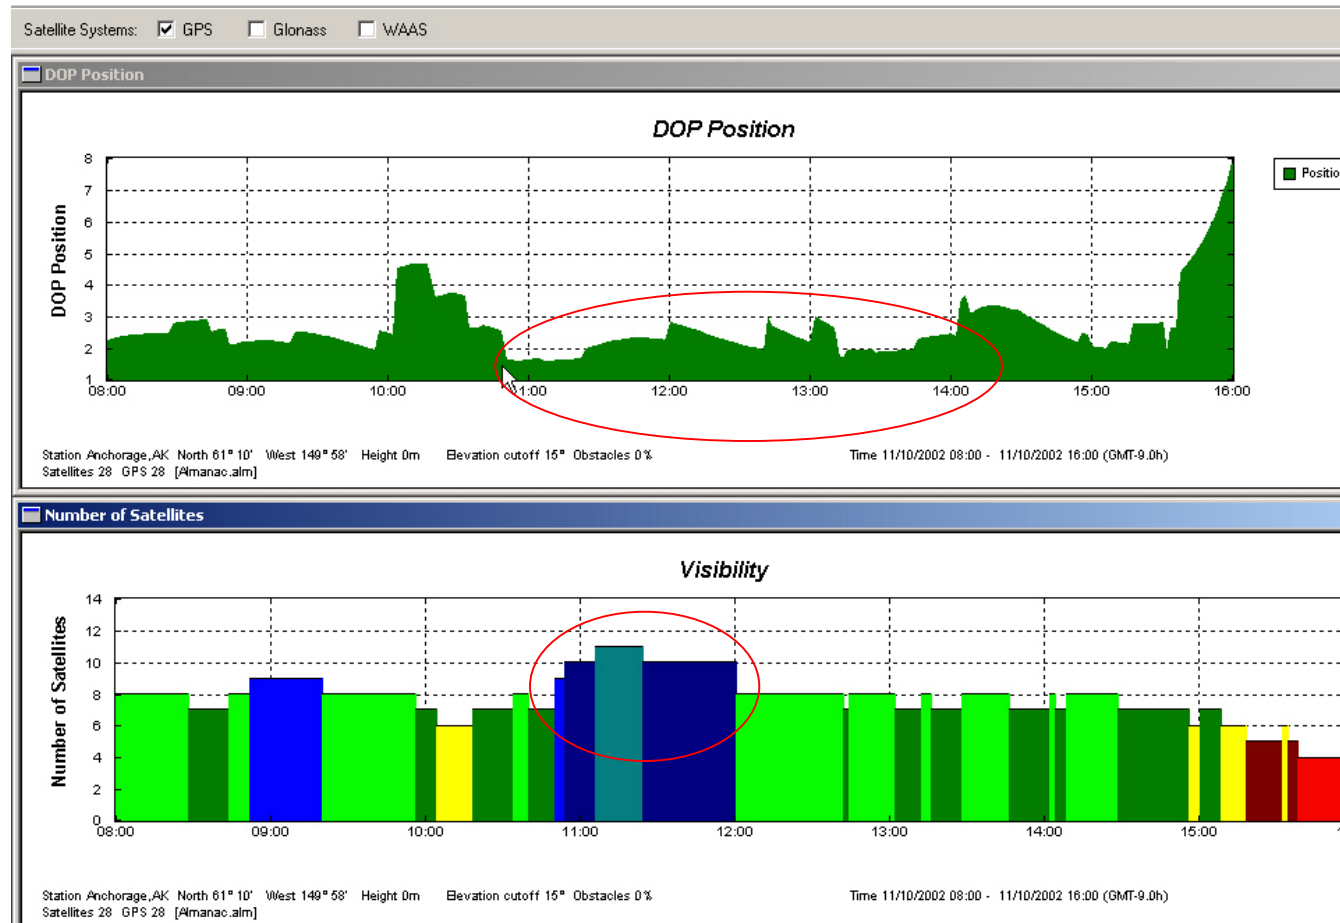 Satellite Systems: GPS Glonass WAAS
DOP Position
DOP Position
8
7
6
5
4
3
2
1
DOP Position
08:00 09:00 10:00 11:00 12:00 13:00 14:00 15:00 16:00
Positio
Station Anchorage,AK North 61° 10' West 149° 58' Height 0m Elevation cutoff 15° Obstacles 0% Time 11/10/2002 08:00 - 11/10/2002 16:00 (GMT-9.0h)
Satellites 28 GPS 28 [Almanac.alm]
Number of Satellites
Visibility
14
12
10
8
6
4
2
0
Number of Satellites
08:00 09:00 10:00 11:00 12:00 13:00 14:00 15:00 1
Station Anchorage,AK North 61° 10' West 149° 58' Height 0m Elevation cutoff 15° Obstacles 0% Time 11/10/2002 08:00 - 11/10/2002 16:00 (GMT-9.0h)
Satellites 28 GPS 28 [Almanac.alm]